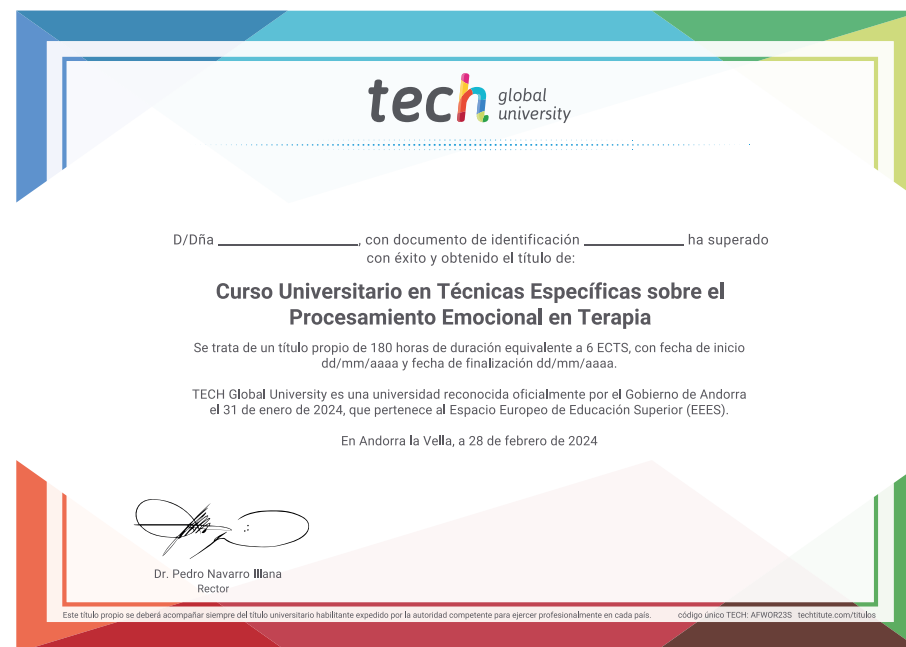 tech global university
D/Dña ____________________, con documento de identificación ______________ ha superado
con éxito y obtenido el título de:
Curso Universitario en Técnicas Específicas sobre el
Procesamiento Emocional en Terapia
Se trata de un título propio de 180 horas de duración equivalente a 6 ECTS, con fecha de inicio
dd/mm/aaaa y fecha de finalización dd/mm/aaaa.
TECH Global University es una universidad reconocida oficialmente por el Gobierno de Andorra
el 31 de enero de 2024, que pertenece al Espacio Europeo de Educación Superior (EEES).
En Andorra la Vella, a 28 de febrero de 2024
Dr. Pedro Navarro Illana
Rector
Este título propio se deberá acompañar siempre del título universitario habilitante expedido por la autoridad competente para ejercer profesionalmente en cada país. código único TECH: AFWOR23S techtitute.com/titulos